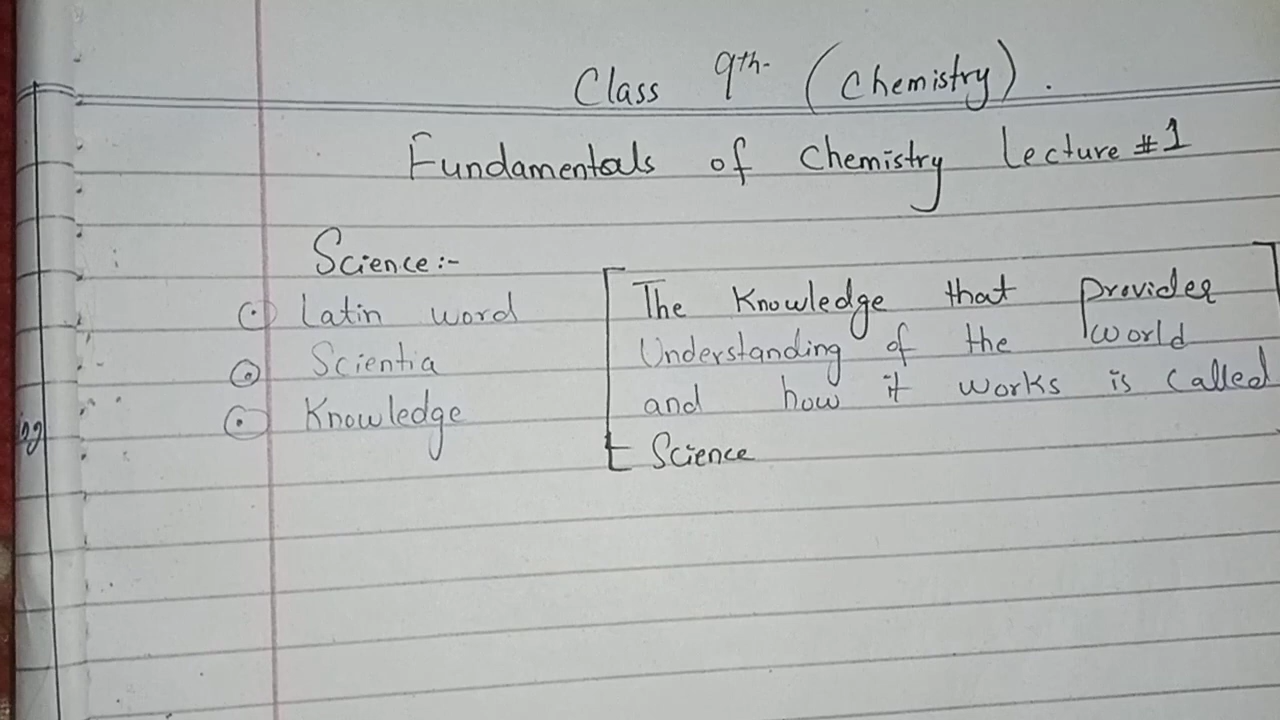 Class 9th. (Chemistry).
Fundamentals of Chemistry Lecture #1
Science:-
Latin word
Scientia
Knowledge
The Knowledge that provides
Understanding of the world
and how it works is called
Science